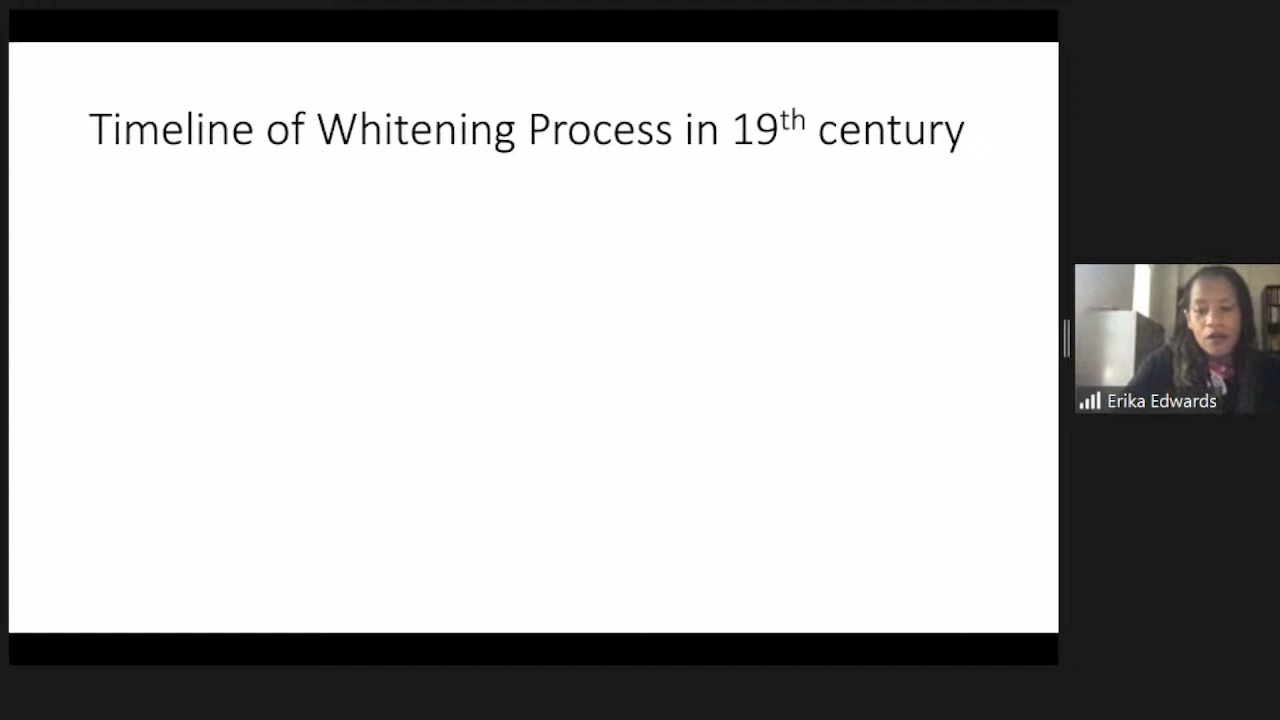 Timeline of Whitening Process in 19th century
Erika Edwards